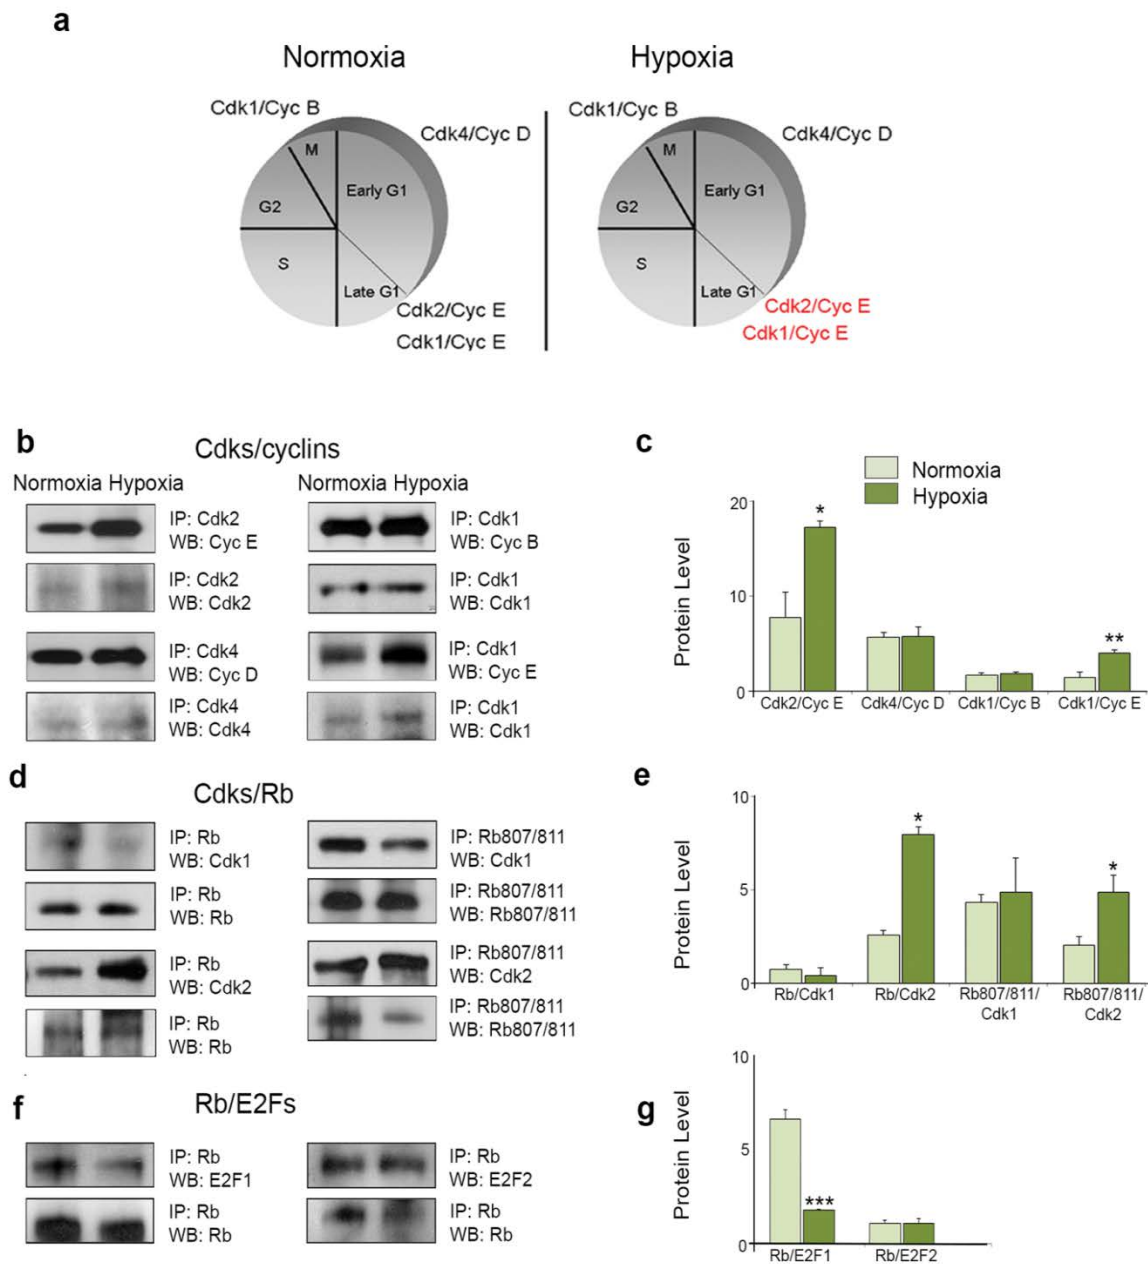 a
Normoxia
Hypoxia
Cdk1/Cyc B
Cdk4/Cyc D
M
Early G1
G2
S
Late G1
Cdk2/Cyc E
Cdk1/Cyc E
Cdk1/Cyc B
Cdk4/Cyc D
M
Early G1
G2
S
Late G1
Cdk2/Cyc E
Cdk1/Cyc E
b
Cdks/cyclins
Normoxia Hypoxia
IP: Cdk2
WB: Cyc E
IP: Cdk2
WB: Cdk2
IP: Cdk4
WB: Cyc D
IP: Cdk4
WB: Cdk4
Normoxia Hypoxia
IP: Cdk1
WB: Cyc B
IP: Cdk1
WB: Cdk1
IP: Cdk1
WB: Cyc E
IP: Cdk1
WB: Cdk1
c
Normoxia
Hypoxia
Protein Level
20
10
0
*
**
Cdk2/Cyc E
Cdk4/Cyc D
Cdk1/Cyc B
Cdk1/Cyc E
d
Cdks/Rb
IP: Rb
WB: Cdk1
IP: Rb
WB: Rb
IP: Rb
WB: Cdk2
IP: Rb
WB: Rb
IP: Rb807/811
WB: Cdk1
IP: Rb807/811
WB: Rb807/811
IP: Rb807/811
WB: Cdk2
IP: Rb807/811
WB: Rb807/811
e
Protein Level
10
5
0
*
*
Rb/Cdk1
Rb/Cdk2
Rb807/811/
Cdk1
Rb807/811/
Cdk2
f
Rb/E2Fs
IP: Rb
WB: E2F1
IP: Rb
WB: Rb
IP: Rb
WB: E2F2
IP: Rb
WB: Rb
g
Protein Level
10
5
0
***
Rb/E2F1
Rb/E2F2